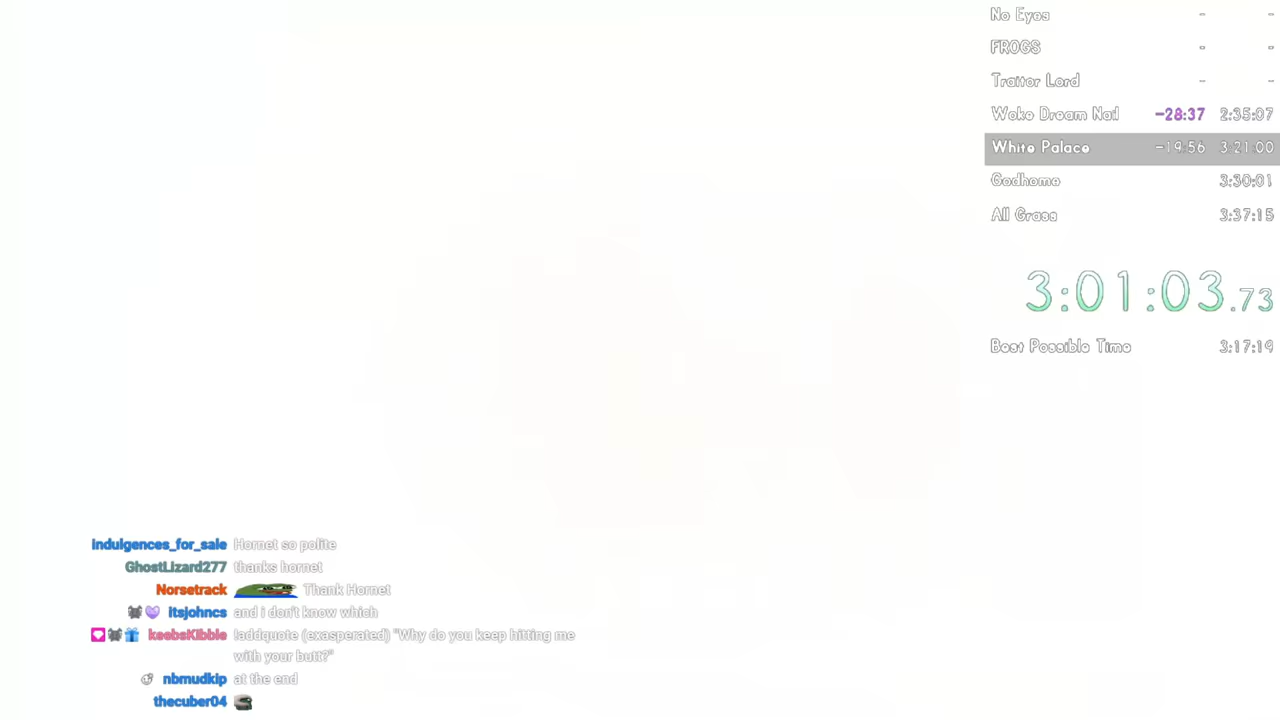 No Eyes - -
FROGS - -
Traitor Lord - -
Woke Dream Nail -28:37 2:35:07
White Palace -19:56 3:21:00
Godhome 3:30:01
All Grass 3:37:15
3:01:03.73
Best Possible Time 3:17:19
indulgences_for_sale Hornet so polite
GhostLizard277 thanks hornet
Norsetrack Thank Hornet
itsjohncs and i don't know which
keebsKibble !addquote (exasperated) "Why do you keep hitting me
with your butt?"
nbmudkip at the end
thecuber04